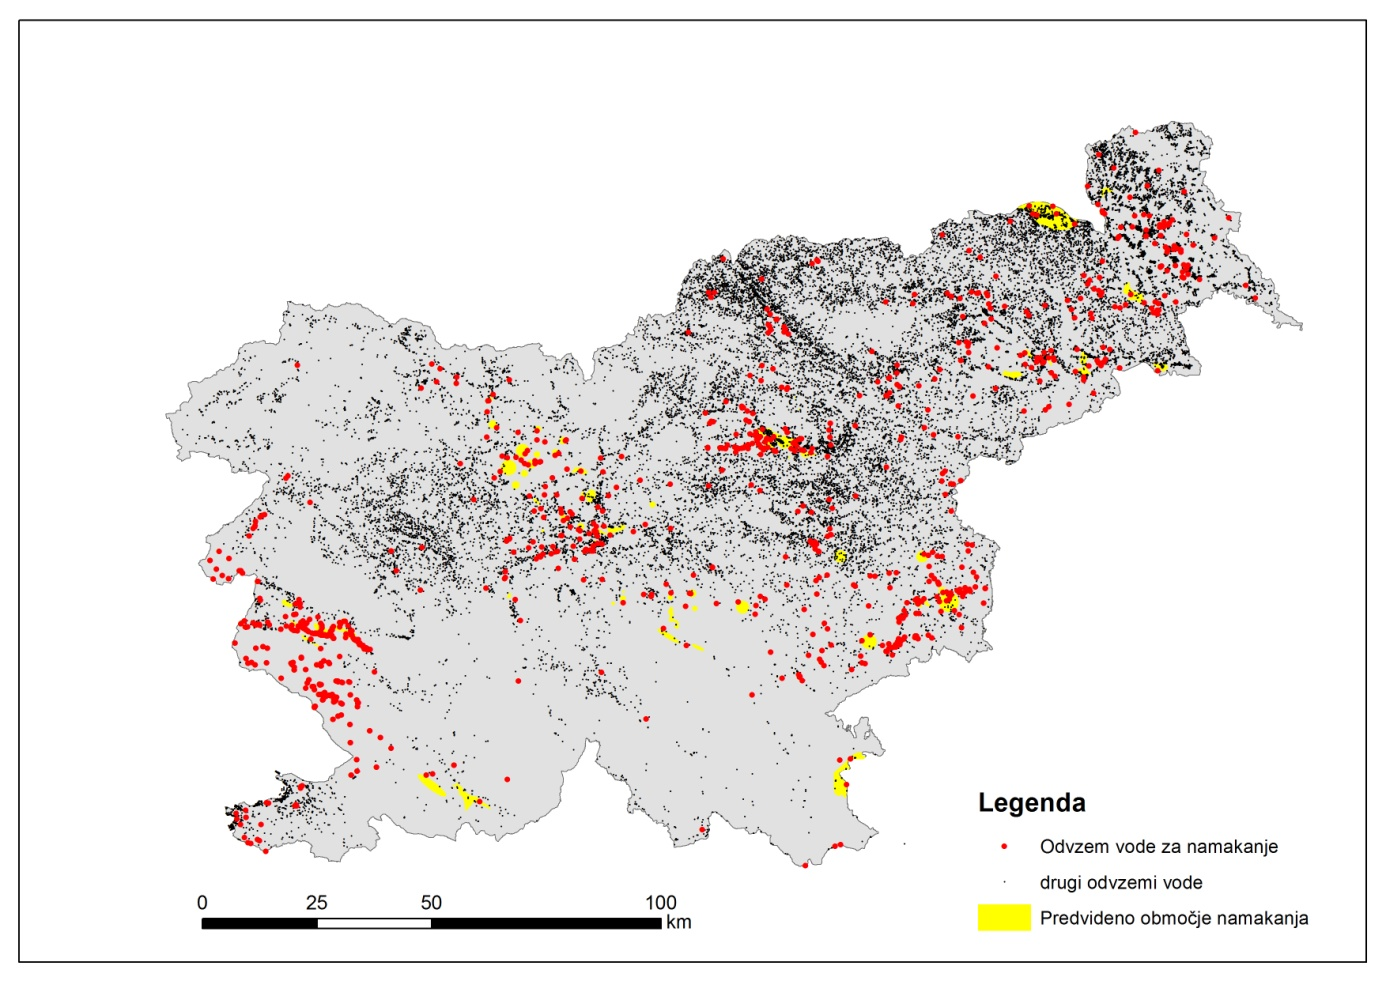 Legenda
Odvzem vode za namakanje
drugi odvzemi vode
Predvideno območje namakanja
0 25 50 100
km